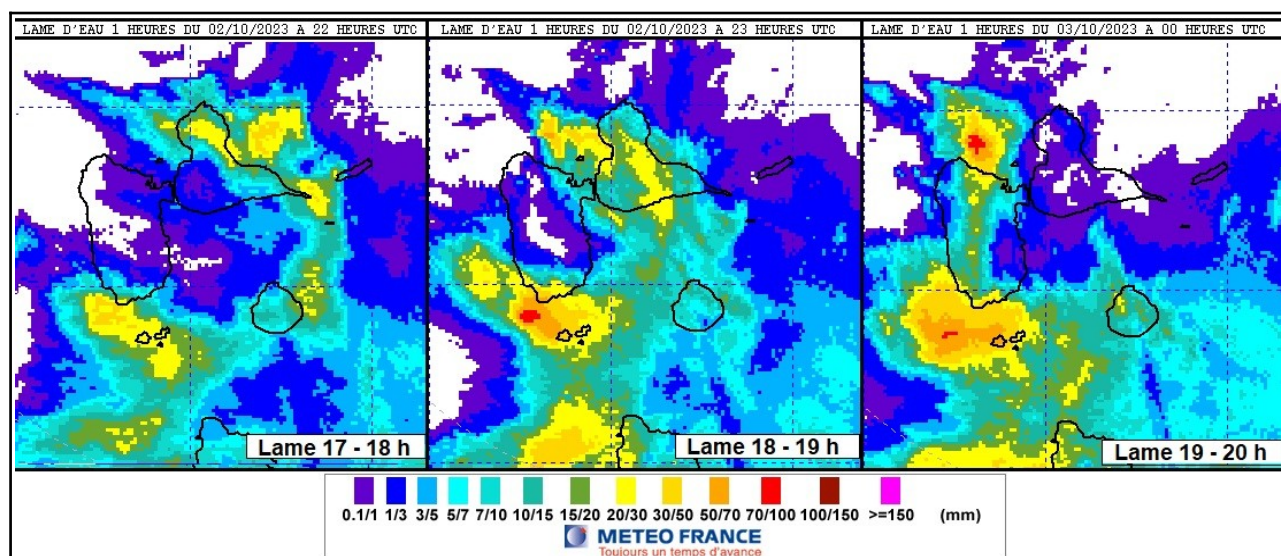 LAME D'EAU 1 HEURES DU 02/10/2023 A 22 HEURES UTC
LAME D'EAU 1 HEURES DU 02/10/2023 A 23 HEURES UTC
LAME D'EAU 1 HEURES DU 03/10/2023 A 00 HEURES UTC
Lame 17 - 18 h
Lame 18 - 19 h
Lame 19 - 20 h
0.1/1 1/3 3/5 5/7 7/10 10/15 15/20 20/30 30/50 50/70 70/100 100/150 >=150 (mm)
METEO FRANCE
Toujours un temps d'avance